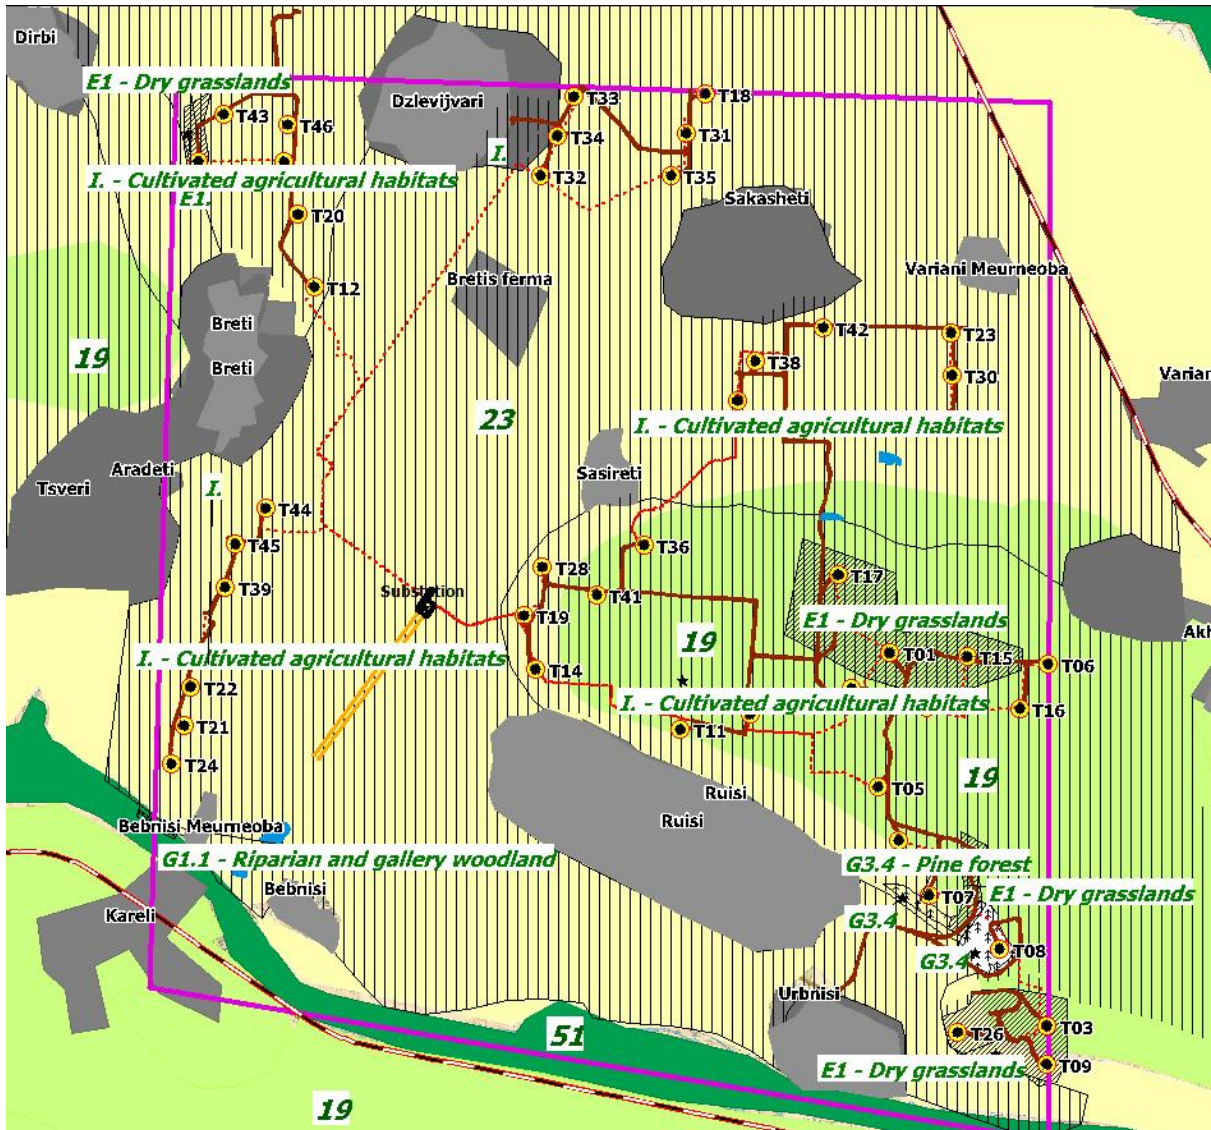 Dirbi
E1 - Dry grasslands
Dzlevijvari
T33
T18
T43
T46
T34
T31
I.
I. - Cultivated agricultural habitats
T32
T35
E1.
Sakasheti
T20
Variani Meurneoba
Bretis ferma
T12
Breti
T42
T23
19
Breti
T38
T30
Varian
23
I. - Cultivated agricultural habitats
Aradeti
Sasireti
Tsveri
I.
T44
T45
T36
T28
T17
T39
Substation
T41
T19
E1 - Dry grasslands
Akh
19
T01
T15
T06
I. - Cultivated agricultural habitats
T14
T22
I. - Cultivated agricultural habitats
T16
T21
T11
T24
19
T05
Ruisi
Ruisi
Bebnisi Meurneoba
G1.1 - Riparian and gallery woodland
G3.4 - Pine forest
Bebnisi
E1 - Dry grasslands
T07
Kareli
G3.4
T08
G3.4
Urbnisi
T03
51
T26
T09
E1 - Dry grasslands
19